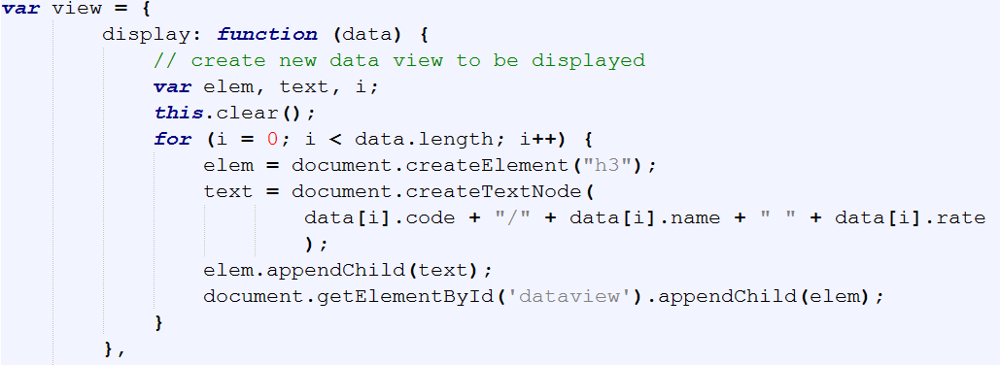 var view = {
display: function (data) {
// create new data view to be displayed
var elem, text, i;
this.clear();
for (i = 0; i < data.length; i++) {
elem = document.createElement("h3");
text = document.createTextNode(
data[i].code + "/" + data[i].name + " " + data[i].rate
);
elem.appendChild(text);
document.getElementById('dataview').appendChild(elem);
}
},